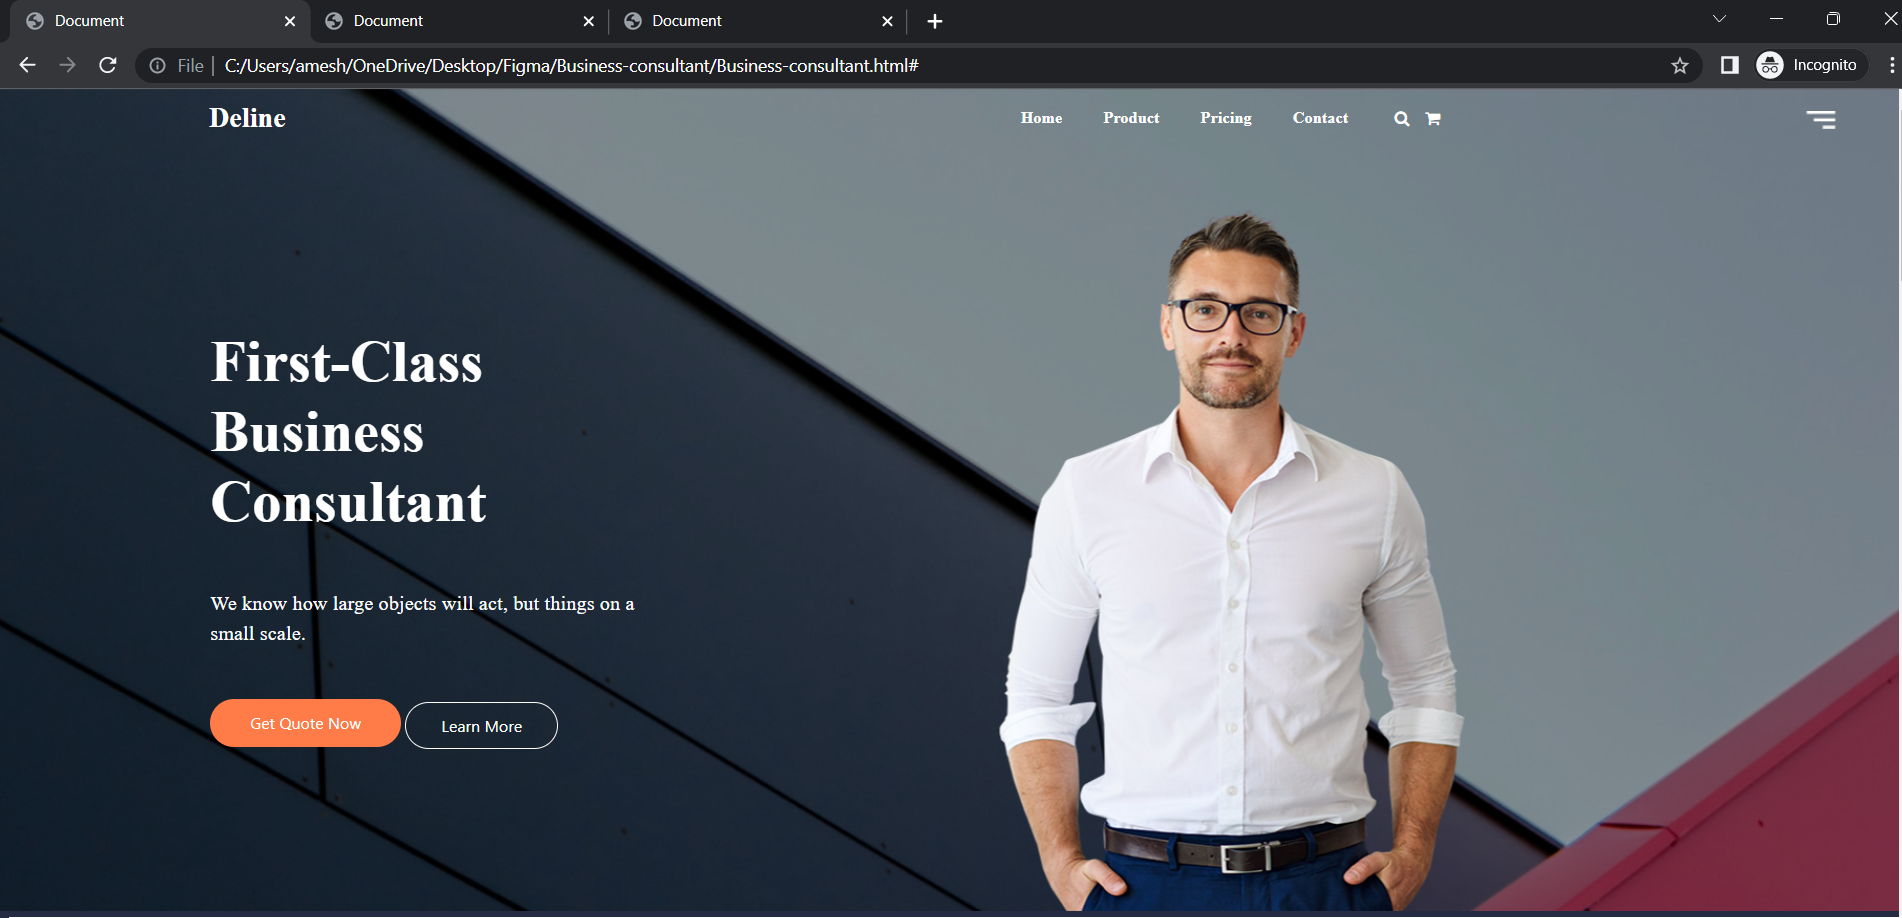 Document
Document
Document
File
C:/Users/amesh/OneDrive/Desktop/Figma/Business-consultant/Business-consultant.html#
Incognito
Deline
Home Product Pricing Contact
First-Class
Business
Consultant
We know how large objects will act, but things on a
small scale.
Get Quote Now
Learn More